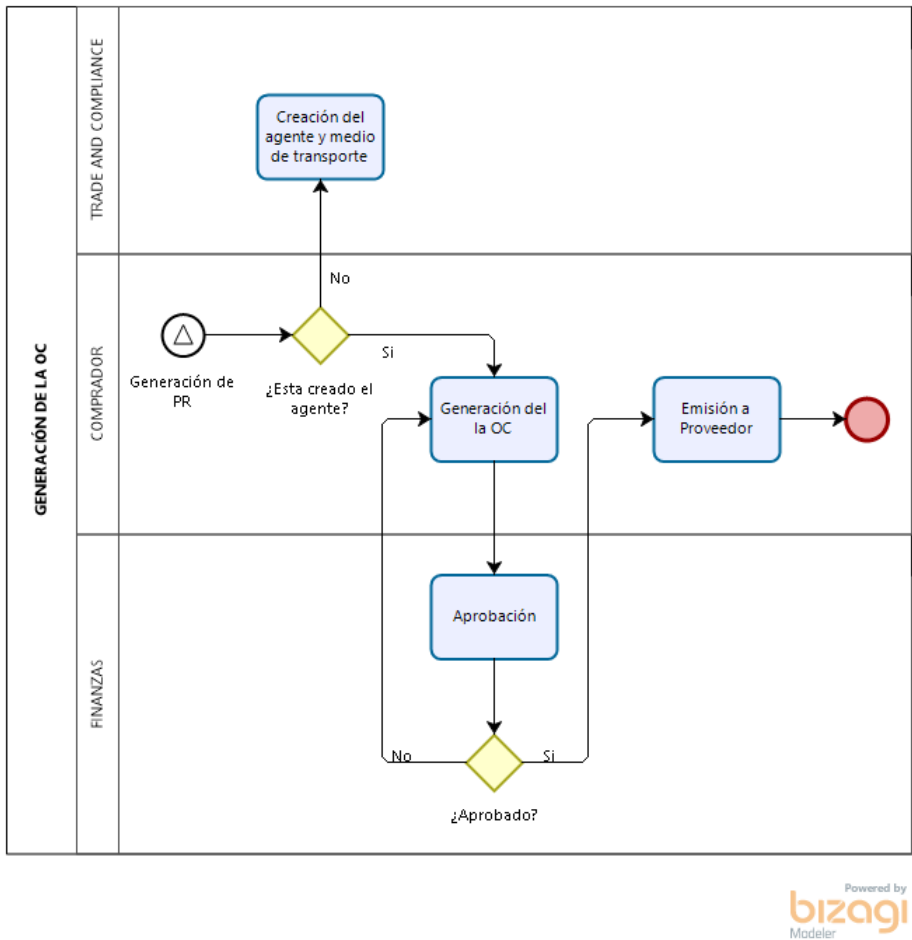 GENERACIÓN DE LA OC
TRADE AND COMPLIANCE
Creación del
agente y medio
de transporte
No
COMPRADOR
Generación de
PR
¿Esta creado el
agente?
Si
Generación del
la OC
Emisión a
Proveedor
FINANZAS
Aprobación
No
Si
¿Aprobado?
Powered by
bizagi
Modeler